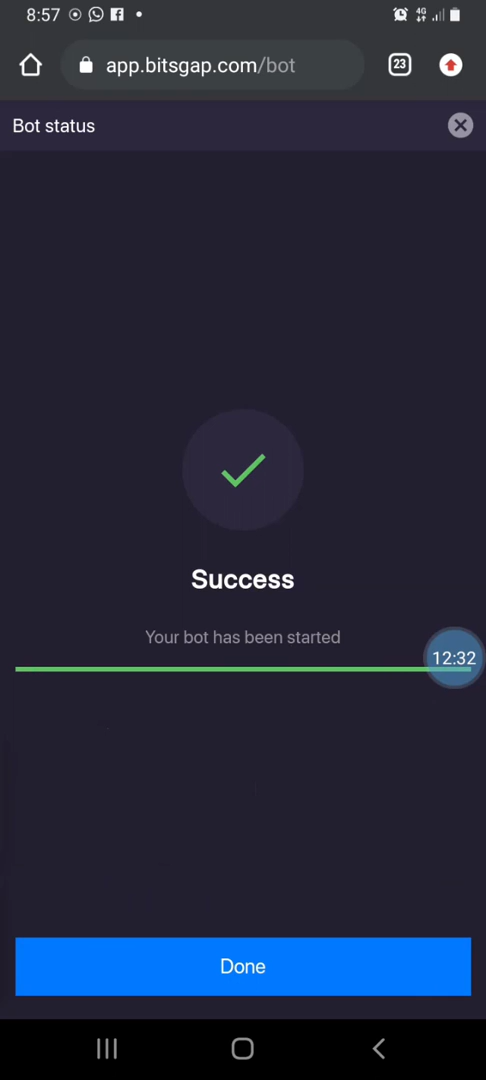 8:57
4G
app.bitsgap.com/bot
23
Bot status
Success
Your bot has been started
12:32
Done